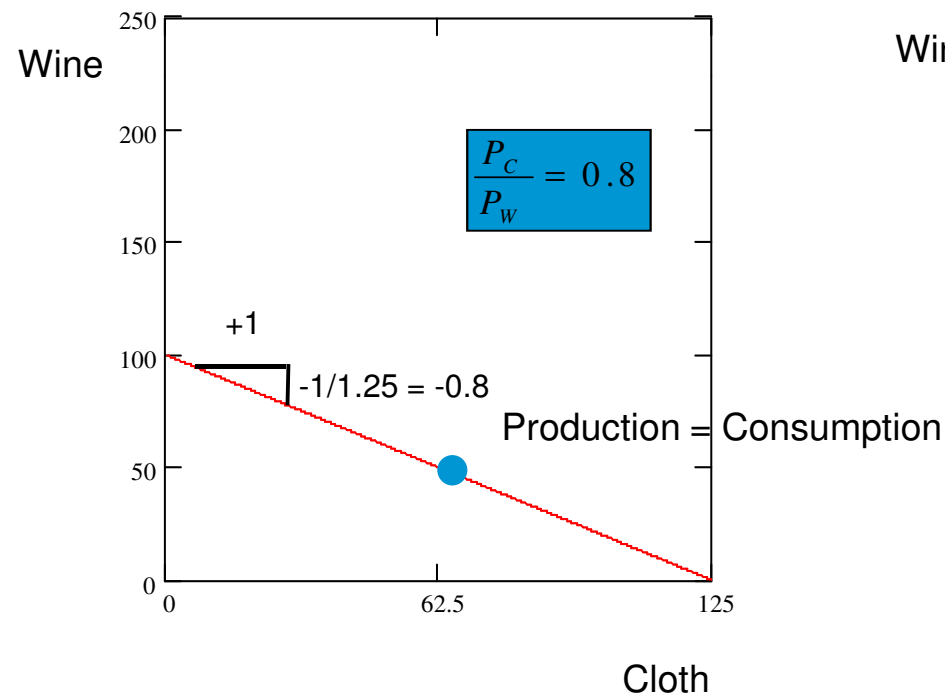 250
Wine
Wi
200
P_C
— = 0.8
P_W
150
+1
100
-1/1.25 = -0.8
Production = Consumption
50
0
0 62.5 125
Cloth